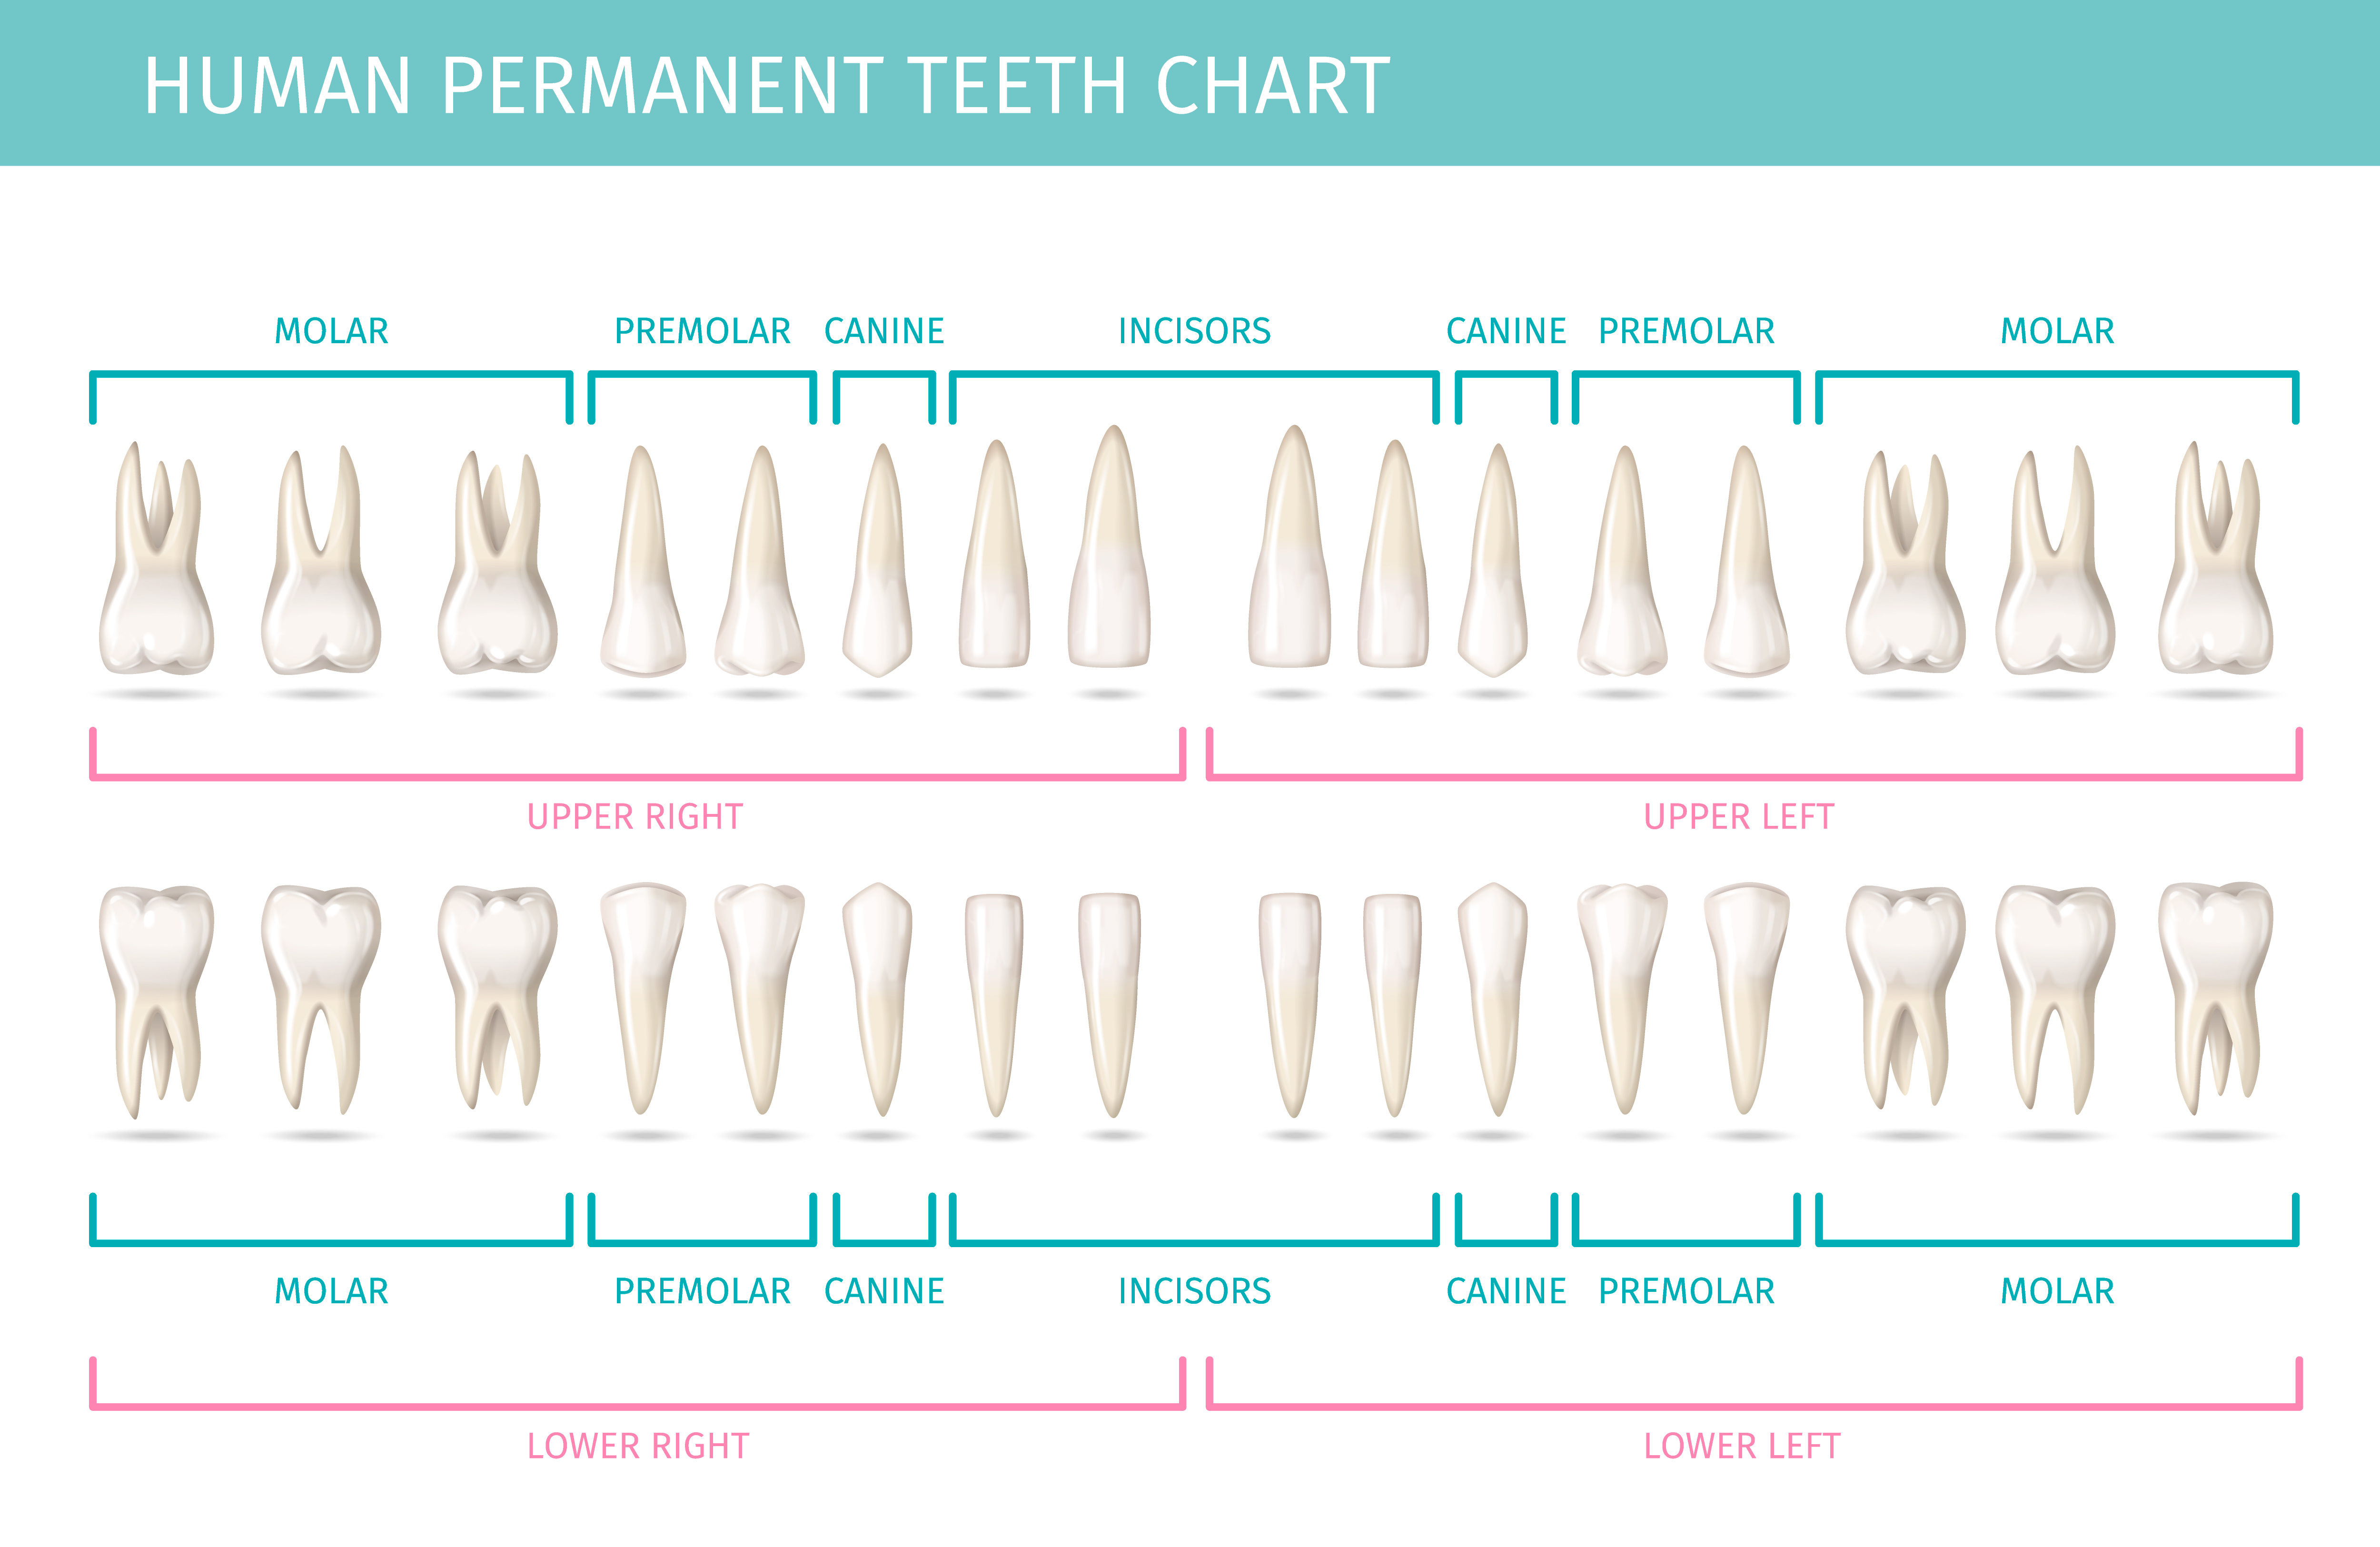 HUMAN PERMANENT TEETH CHART
MOLAR PREMOLAR CANINE INCISORS CANINE PREMOLAR MOLAR
UPPER RIGHT UPPER LEFT
MOLAR PREMOLAR CANINE INCISORS CANINE PREMOLAR MOLAR
LOWER RIGHT LOWER LEFT